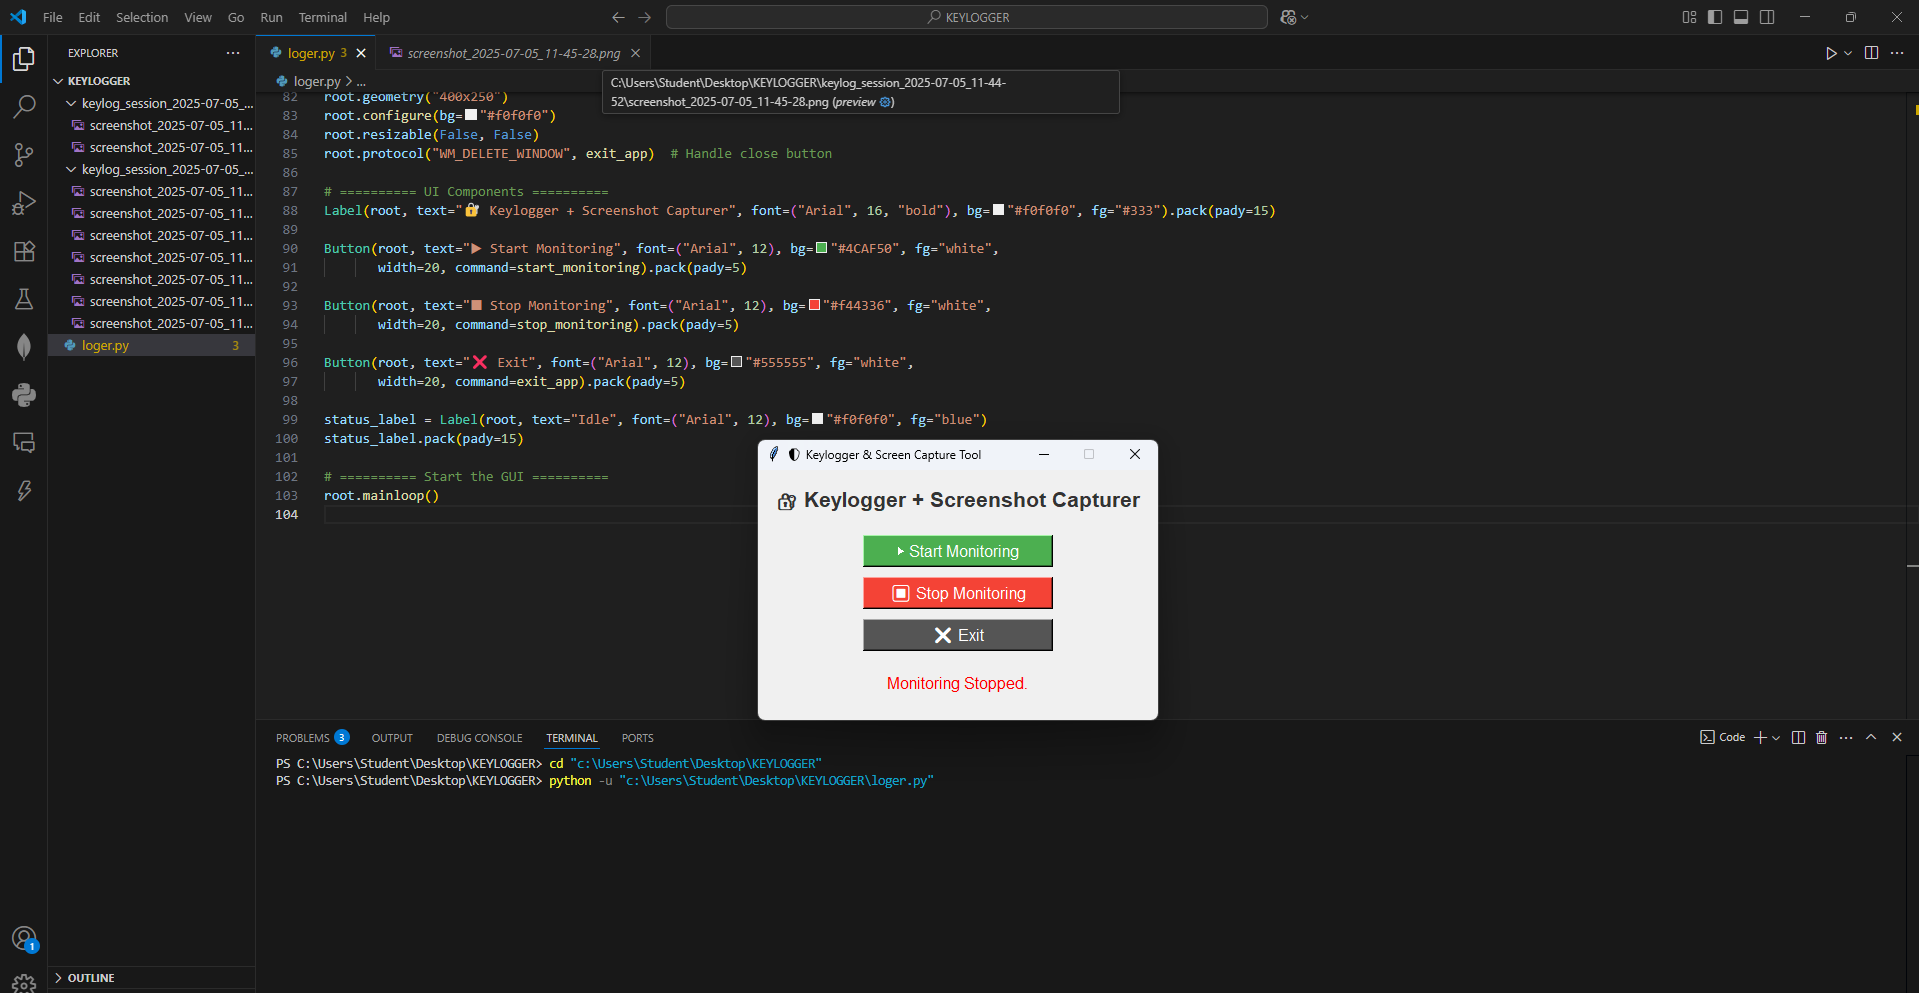 File Edit Selection View Go Run Terminal Help
KEYLOGGER
EXPLORER
KEYLOGGER
keylog_session_2025-07-05_...
screenshot_2025-07-05_11...
screenshot_2025-07-05_11...
keylog_session_2025-07-05_...
screenshot_2025-07-05_11...
screenshot_2025-07-05_11...
screenshot_2025-07-05_11...
screenshot_2025-07-05_11...
screenshot_2025-07-05_11...
screenshot_2025-07-05_11...
screenshot_2025-07-05_11...
loger.py 3
OUTLINE
1
loger.py 3
screenshot_2025-07-05_11-45-28.png
loger.py > ...
C:\Users\Student\Desktop\KEYLOGGER\keylog_session_2025-07-05_11-44-
52\screenshot_2025-07-05_11-45-28.png (preview ⚙)
82 root.geometry("400x250")
83 root.configure(bg="#f0f0f0")
84 root.resizable(False, False)
85 root.protocol("WM_DELETE_WINDOW", exit_app)  # Handle close button
86
87 # ========== UI Components ==========
88 Label(root, text="🔐 Keylogger + Screenshot Capturer", font=("Arial", 16, "bold"), bg="#f0f0f0", fg="#333").pack(pady=15)
89
90 Button(root, text="▶ Start Monitoring", font=("Arial", 12), bg="#4CAF50", fg="white",
91 width=20, command=start_monitoring).pack(pady=5)
92
93 Button(root, text="■ Stop Monitoring", font=("Arial", 12), bg="#f44336", fg="white",
94 width=20, command=stop_monitoring).pack(pady=5)
95
96 Button(root, text="❌ Exit", font=("Arial", 12), bg="#555555", fg="white",
97 width=20, command=exit_app).pack(pady=5)
98
99 status_label = Label(root, text="Idle", font=("Arial", 12), bg="#f0f0f0", fg="blue")
100 status_label.pack(pady=15)
101
102 # ========== Start the GUI ==========
103 root.mainloop()
104
Keylogger & Screen Capture Tool
🔐 Keylogger + Screenshot Capturer
▶ Start Monitoring
Stop Monitoring
❌ Exit
Monitoring Stopped.
PROBLEMS 3 OUTPUT DEBUG CONSOLE TERMINAL PORTS
Code
PS C:\Users\Student\Desktop\KEYLOGGER> cd "c:\Users\Student\Desktop\KEYLOGGER"
PS C:\Users\Student\Desktop\KEYLOGGER> python -u "c:\Users\Student\Desktop\KEYLOGGER\loger.py"